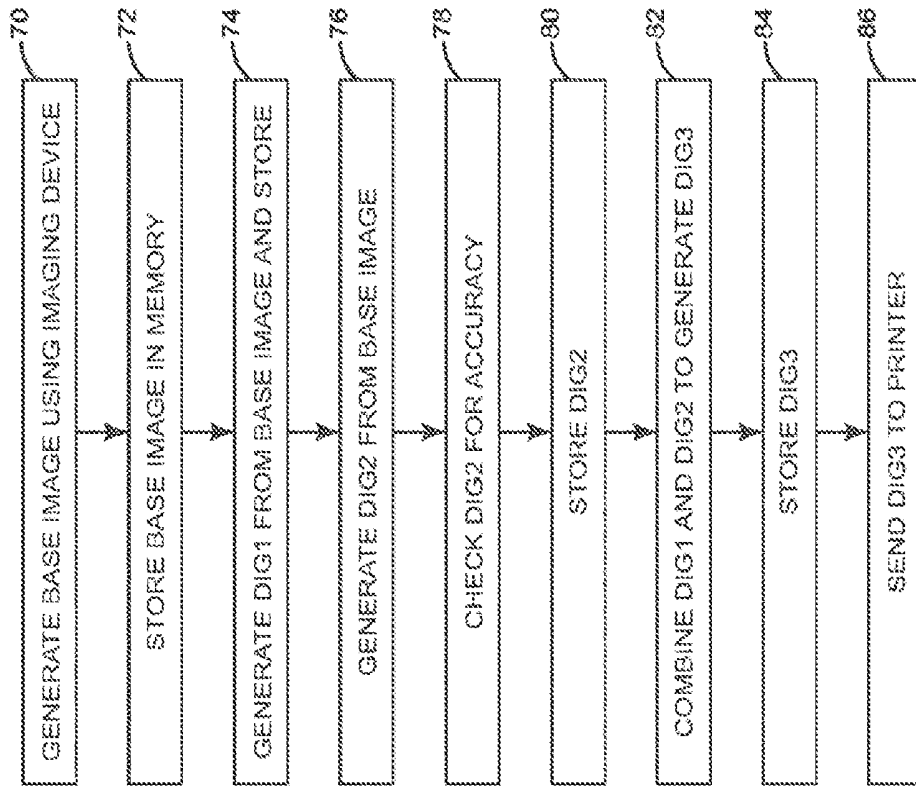 GENERATE BASE IMAGE USING IMAGING DEVICE 70
STORE BASE IMAGE IN MEMORY 72
GENERATE DIG1 FROM BASE IMAGE AND STORE 74
GENERATE DIG2 FROM BASE IMAGE 76
CHECK DIG2 FOR ACCURACY 78
STORE DIG2 80
COMBINE DIG1 AND DIG2 TO GENERATE DIG3 82
STORE DIG3 84
SEND DIG3 TO PRINTER 86